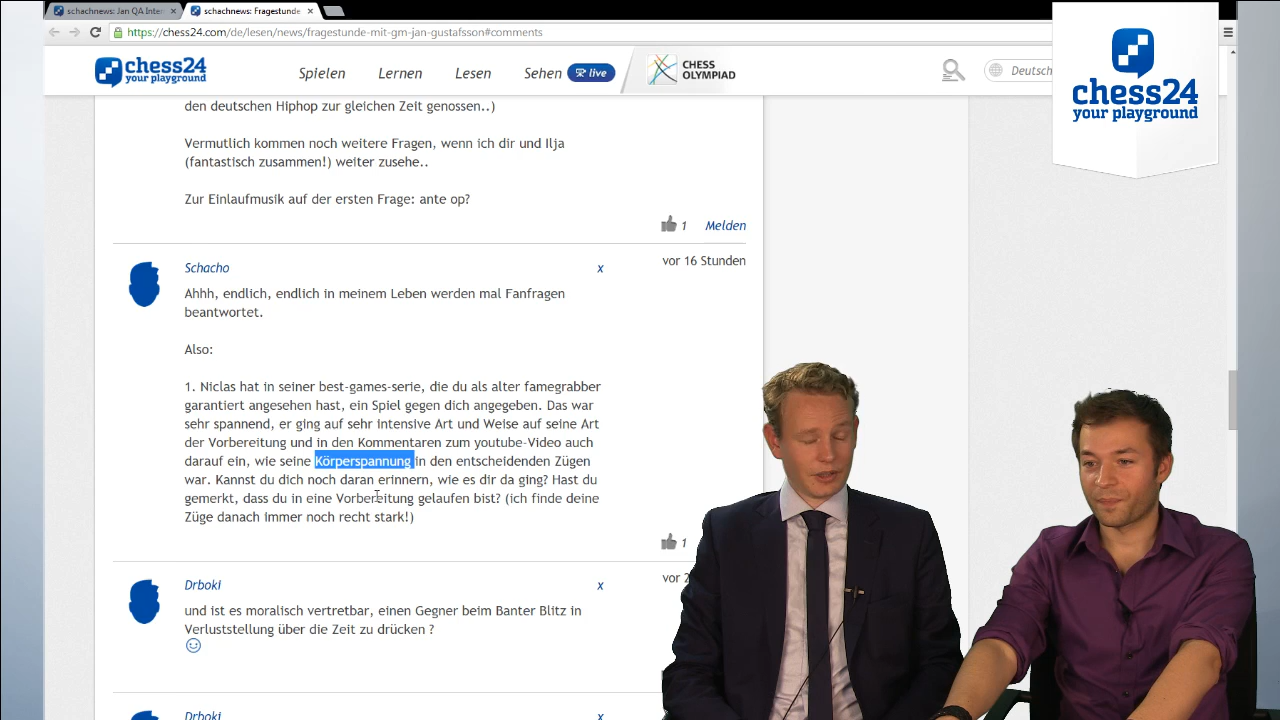 schachnews: Jan QA Inter
schachnews: Fragestunde
https://chess24.com/de/lesen/news/fragestunde-mit-gm-jan-gustafsson#comments
chess24
your playground
Spielen
Lernen
Lesen
Sehen
live
CHESS
OLYMPIAD
Deutsch
chess24
your playground
den deutschen Hiphop zur gleichen Zeit genossen..)
Vermutlich kommen noch weitere Fragen, wenn ich dir und Ilja
(fantastisch zusammen!) weiter zusehe..
Zur Einlaufmusik auf der ersten Frage: ante op?
1 Melden
Schacho x
vor 16 Stunden
Ahhh, endlich, endlich in meinem Leben werden mal Fanfragen
beantwortet.
Also:
1. Niclas hat in seiner best-games-serie, die du als alter famegrabber
garantiert angesehen hast, ein Spiel gegen dich angegeben. Das war
sehr spannend, er ging auf sehr intensive Art und Weise auf seine Art
der Vorbereitung und in den Kommentaren zum youtube-Video auch
darauf ein, wie seine Körperspannung in den entscheidenden Zügen
war. Kannst du dich noch daran erinnern, wie es dir da ging? Hast du
gemerkt, dass du in eine Vorbereitung gelaufen bist? (ich finde deine
Züge danach immer noch recht stark!)
1
Drboki x
vor 2
und ist es moralisch vertretbar, einen Gegner beim Banter Blitz in
Verluststellung über die Zeit zu drücken ?
Drboki x